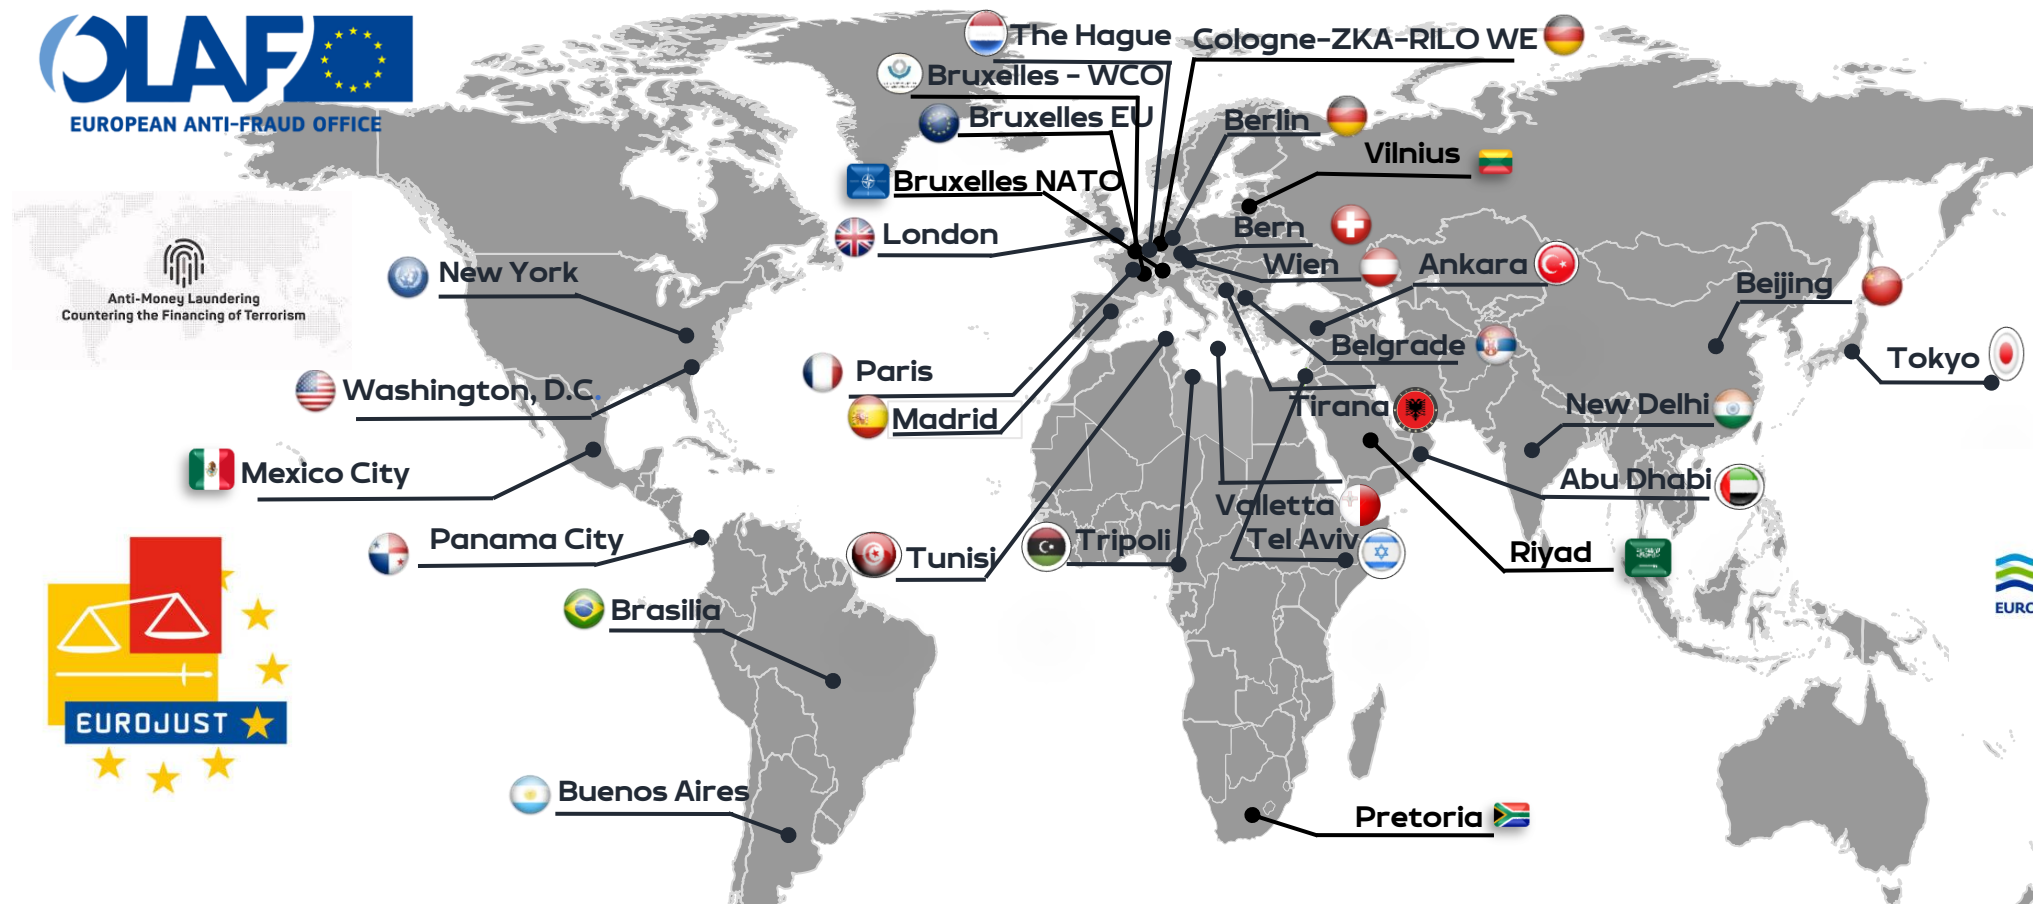 OLAF
EUROPEAN ANTI-FRAUD OFFICE
The Hague
Cologne-ZKA-RILO WE
Bruxelles - WCO
Bruxelles EU
Berlin
Vilnius
Bruxelles NATO
London
Bern
Wien
Ankara
New York
Beijing
Anti-Money Laundering
Countering the Financing of Terrorism
Belgrade
Tokyo
Paris
Washington, D.C.
Madrid
Tirana
New Delhi
Mexico City
Abu Dhabi
Valletta
Panama City
Tunisi
Tripoli
Tel Aviv
Riyad
Brasilia
EURO
EUROJUST
Buenos Aires
Pretoria